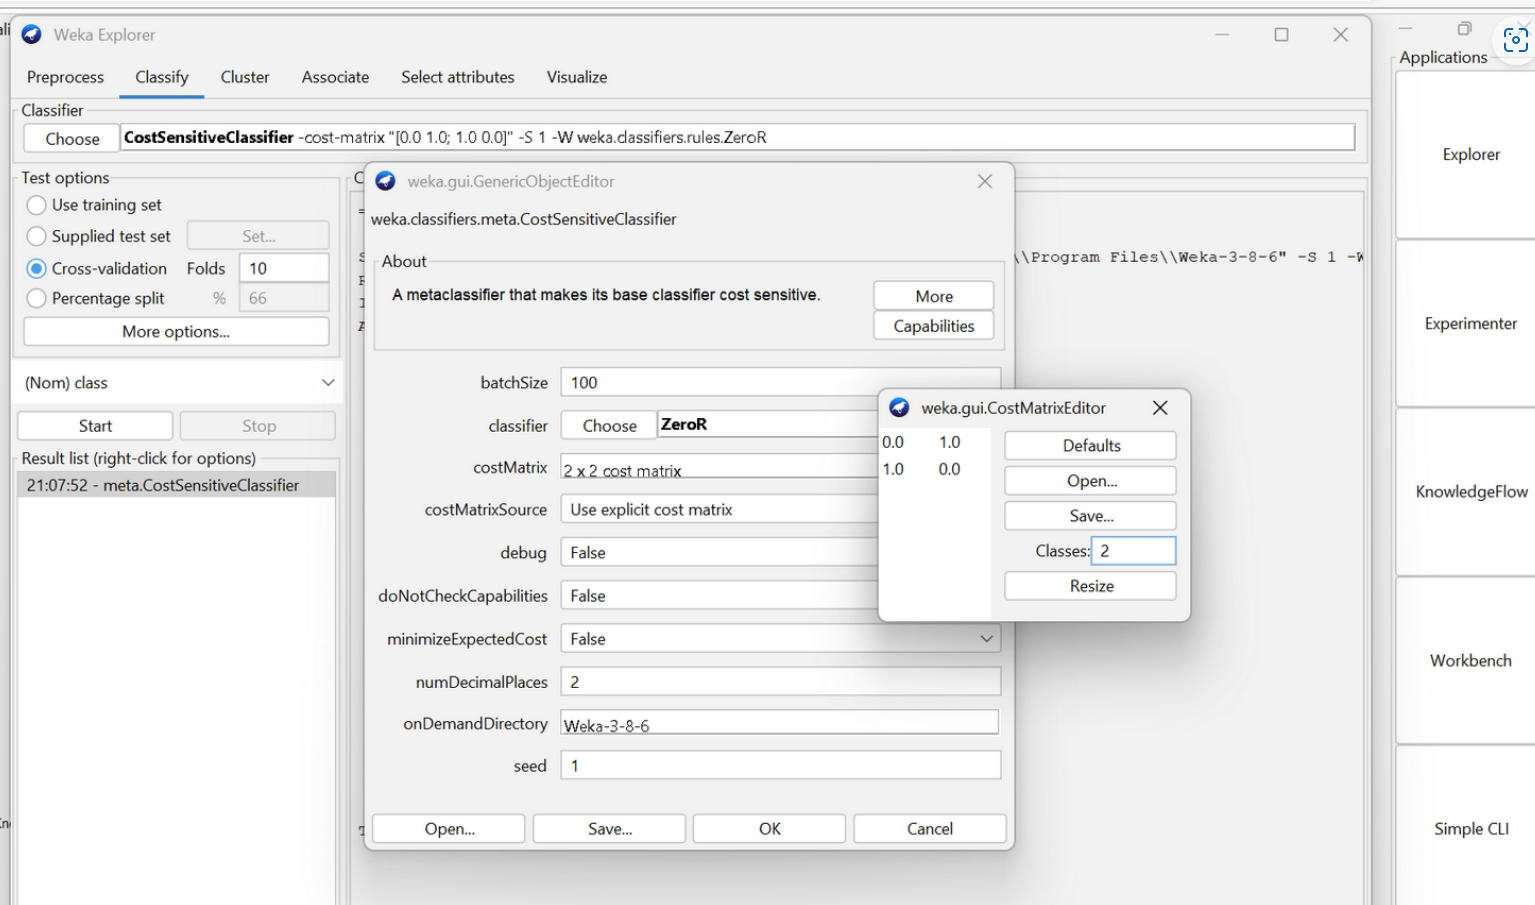 Weka Explorer
Applications
Preprocess Classify Cluster Associate Select attributes Visualize
Classifier
Choose CostSensitiveClassifier -cost-matrix "[0.0 1.0; 1.0 0.0]" -S 1 -W weka.classifiers.rules.ZeroR
Test options
Use training set
Supplied test set Set...
Cross-validation Folds 10
Percentage split % 66
More options...
(Nom) class
Start Stop
Result list (right-click for options)
21:07:52 - meta.CostSensitiveClassifier
\\Program Files\\Weka-3-8-6" -S 1 -W
weka.gui.GenericObjectEditor
weka.classifiers.meta.CostSensitiveClassifier
About
A metaclassifier that makes its base classifier cost sensitive.
More
Capabilities
batchSize 100
classifier Choose ZeroR
costMatrix 2 x 2 cost matrix
costMatrixSource Use explicit cost matrix
debug False
doNotCheckCapabilities False
minimizeExpectedCost False
numDecimalPlaces 2
onDemandDirectory Weka-3-8-6
seed 1
Open... Save... OK Cancel
weka.gui.CostMatrixEditor
0.0 1.0
1.0 0.0
Defaults
Open...
Save...
Classes: 2
Resize
Explorer
Experimenter
KnowledgeFlow
Workbench
Simple CLI